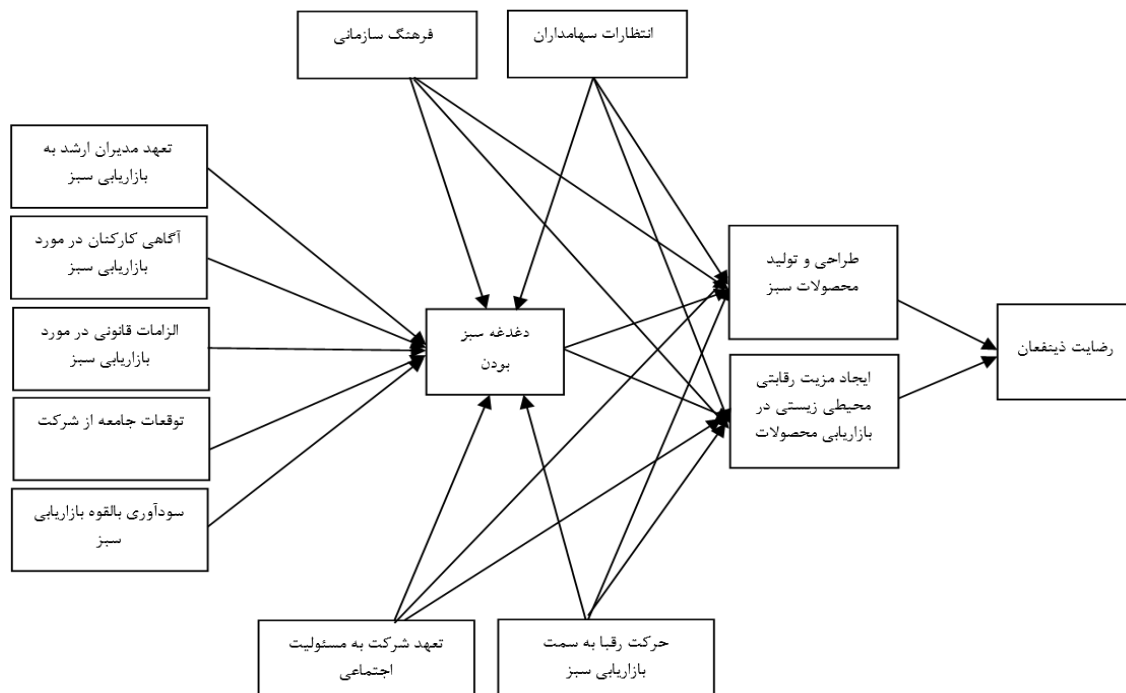 فرهنگ سازمانی
انتظارات سهامداران
تعهد مدیران ارشد به
بازاریابی سبز
آگاهی کارکنان در مورد
بازاریابی سبز
الزامات قانونی در مورد
بازاریابی سبز
توقعات جامعه از شرکت
سودآوری بالقوه بازاریابی
سبز
دغدغه سبز
بودن
طراحی و تولید
محصولات سبز
ایجاد مزیت رقابتی
محیطی زیستی در
بازاریابی محصولات
رضایت ذینفعان
تعهد شرکت به مسئولیت
اجتماعی
حرکت رقبا به سمت
بازاریابی سبز